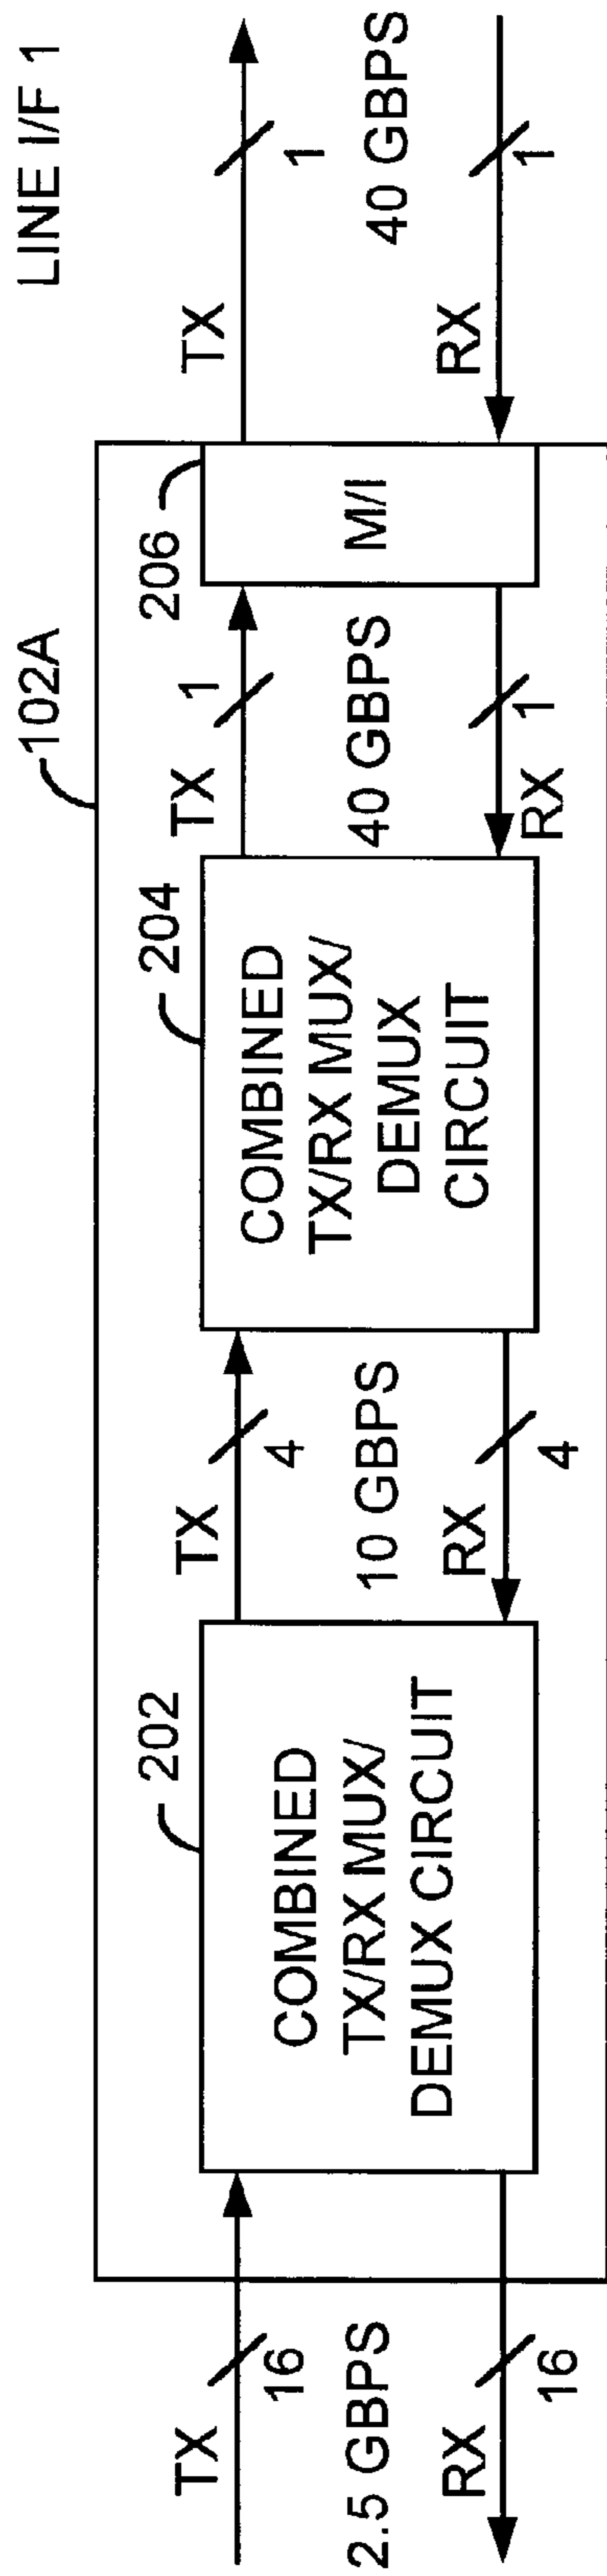 LINE I/F 1
102A
TX
16
2.5 GBPS
RX
16
202
COMBINED
TX/RX MUX/
DEMUX CIRCUIT
TX
4
10 GBPS
RX
4
204
COMBINED
TX/RX MUX/
DEMUX
CIRCUIT
TX
1
40 GBPS
RX
1
206
M/I
TX
1
40 GBPS
RX
1